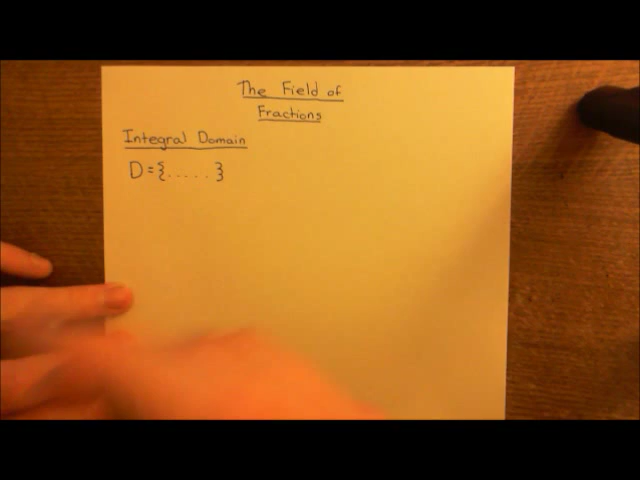 The Field of
Fractions
Integral Domain
D={.....}